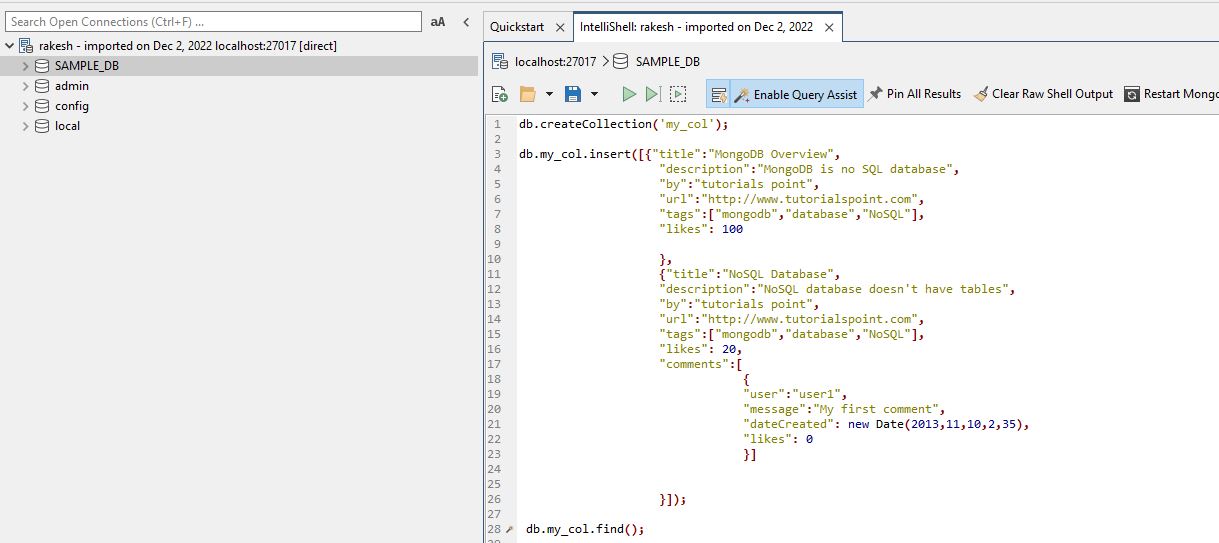 Search Open Connections (Ctrl+F) ... aA
rakesh - imported on Dec 2, 2022 localhost:27017 [direct]
SAMPLE_DB
admin
config
local
Quickstart IntelliShell: rakesh - imported on Dec 2, 2022
localhost:27017 SAMPLE_DB
Enable Query Assist Pin All Results Clear Raw Shell Output Restart Mongo
1 db.createCollection('my_col');
2
3 db.my_col.insert([{"title":"MongoDB Overview",
4 "description":"MongoDB is no SQL database",
5 "by":"tutorials point",
6 "url":"http://www.tutorialspoint.com",
7 "tags":["mongodb","database","NoSQL"],
8 "likes": 100
9
10 },
11 {"title":"NoSQL Database",
12 "description":"NoSQL database doesn't have tables",
13 "by":"tutorials point",
14 "url":"http://www.tutorialspoint.com",
15 "tags":["mongodb","database","NoSQL"],
16 "likes": 20,
17 "comments":[
18 {
19 "user":"user1",
20 "message":"My first comment",
21 "dateCreated": new Date(2013,11,10,2,35),
22 "likes": 0
23 }]
24
25
26 }]);
27
28 db.my_col.find();